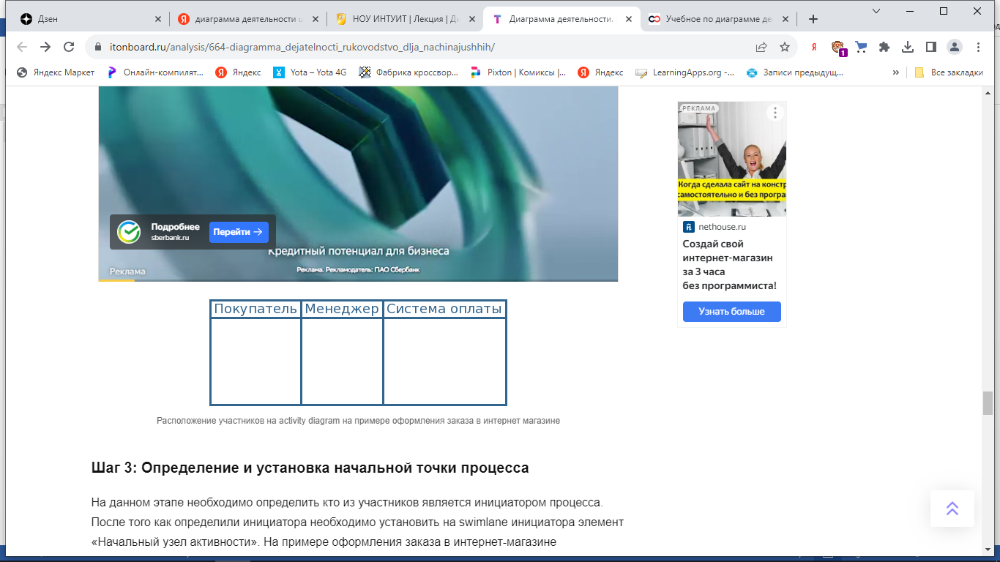 Дзен
диаграмма деятельности ц
НОУ ИНТУИТ | Лекция | Ди
Диаграмма деятельности.
Учебное по диаграмме де
itonboard.ru/analysis/664-diagramma_dejatelnocti_rukovodstvo_dlja_nachinajushhih/
1
Яндекс Маркет
Онлайн-компилят...
Яндекс
Yota – Yota 4G
Фабрика кроссвор...
Pixton | Комиксы |...
Яндекс
LearningApps.org -...
Записи предыдущ...
»
Все закладки
Подробнее
sberbank.ru
Перейти →
Кредитный потенциал для бизнеса
Реклама. Рекламодатель: ПАО Сбербанк
Реклама
РЕКЛАМА
Когда сделала сайт на констр
самостоятельно и без програ
nethouse.ru
Создай свой
интернет-магазин
за 3 часа
без программиста!
Узнать больше
Покупатель Менеджер Система оплаты
Расположение участников на activity diagram на примере оформления заказа в интернет магазине
Шаг 3: Определение и установка начальной точки процесса
На данном этапе необходимо определить кто из участников является инициатором процесса.
После того как определили инициатора необходимо установить на swimlane инициатора элемент
«Начальный узел активности». На примере оформления заказа в интернет-магазине